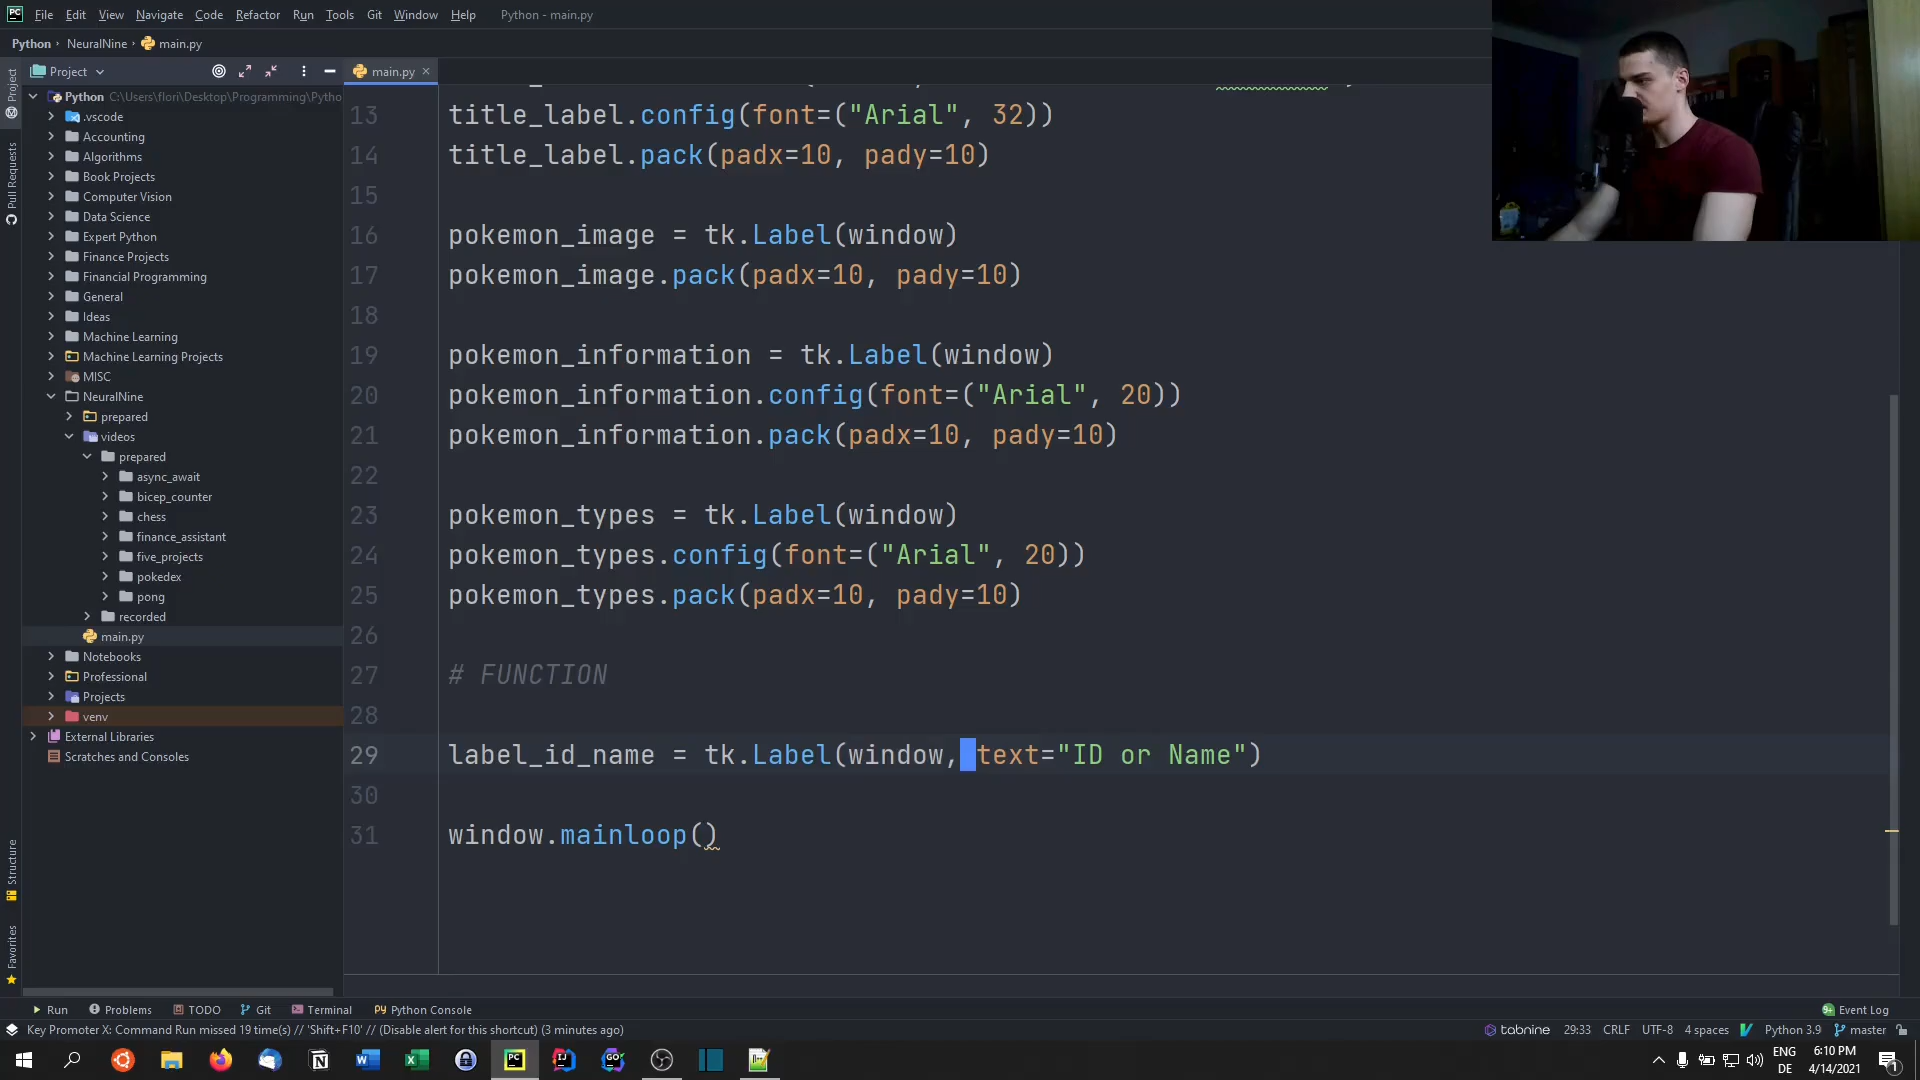 File Edit View Navigate Code Refactor Run Tools Git Window Help Python - main.py
Python NeuralNine main.py
Project
main.py
Python C:\Users\flori\Desktop\Programming\Pytho
.vscode
Accounting
Algorithms
Book Projects
Computer Vision
Data Science
Expert Python
Finance Projects
Financial Programming
General
Ideas
Machine Learning
Machine Learning Projects
MISC
NeuralNine
prepared
videos
prepared
async_await
bicep_counter
chess
finance_assistant
five_projects
pokedex
pong
recorded
main.py
Notebooks
Professional
Projects
venv
External Libraries
Scratches and Consoles
Project
Pull Requests
Structure
Favorites
13 title_label.config(font=("Arial", 32))
14 title_label.pack(padx=10, pady=10)
15
16 pokemon_image = tk.Label(window)
17 pokemon_image.pack(padx=10, pady=10)
18
19 pokemon_information = tk.Label(window)
20 pokemon_information.config(font=("Arial", 20))
21 pokemon_information.pack(padx=10, pady=10)
22
23 pokemon_types = tk.Label(window)
24 pokemon_types.config(font=("Arial", 20))
25 pokemon_types.pack(padx=10, pady=10)
26
27 # FUNCTION
28
29 label_id_name = tk.Label(window, text="ID or Name")
30
31 window.mainloop()
Run Problems TODO Git Terminal Python Console Event Log
Key Promoter X: Command Run missed 19 time(s) // 'Shift+F10' // (Disable alert for this shortcut) (3 minutes ago) tabnine 29:33 CRLF UTF-8 4 spaces Python 3.9 master
ENG 6:10 PM
DE 4/14/2021